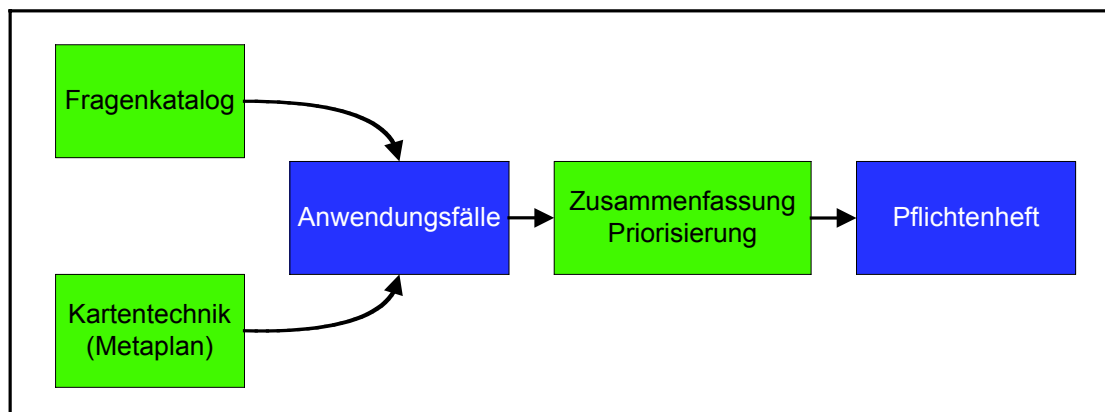 Fragenkatalog
Anwendungsfälle
Zusammenfassung
Priorisierung
Pflichtenheft
Kartentechnik
(Metaplan)